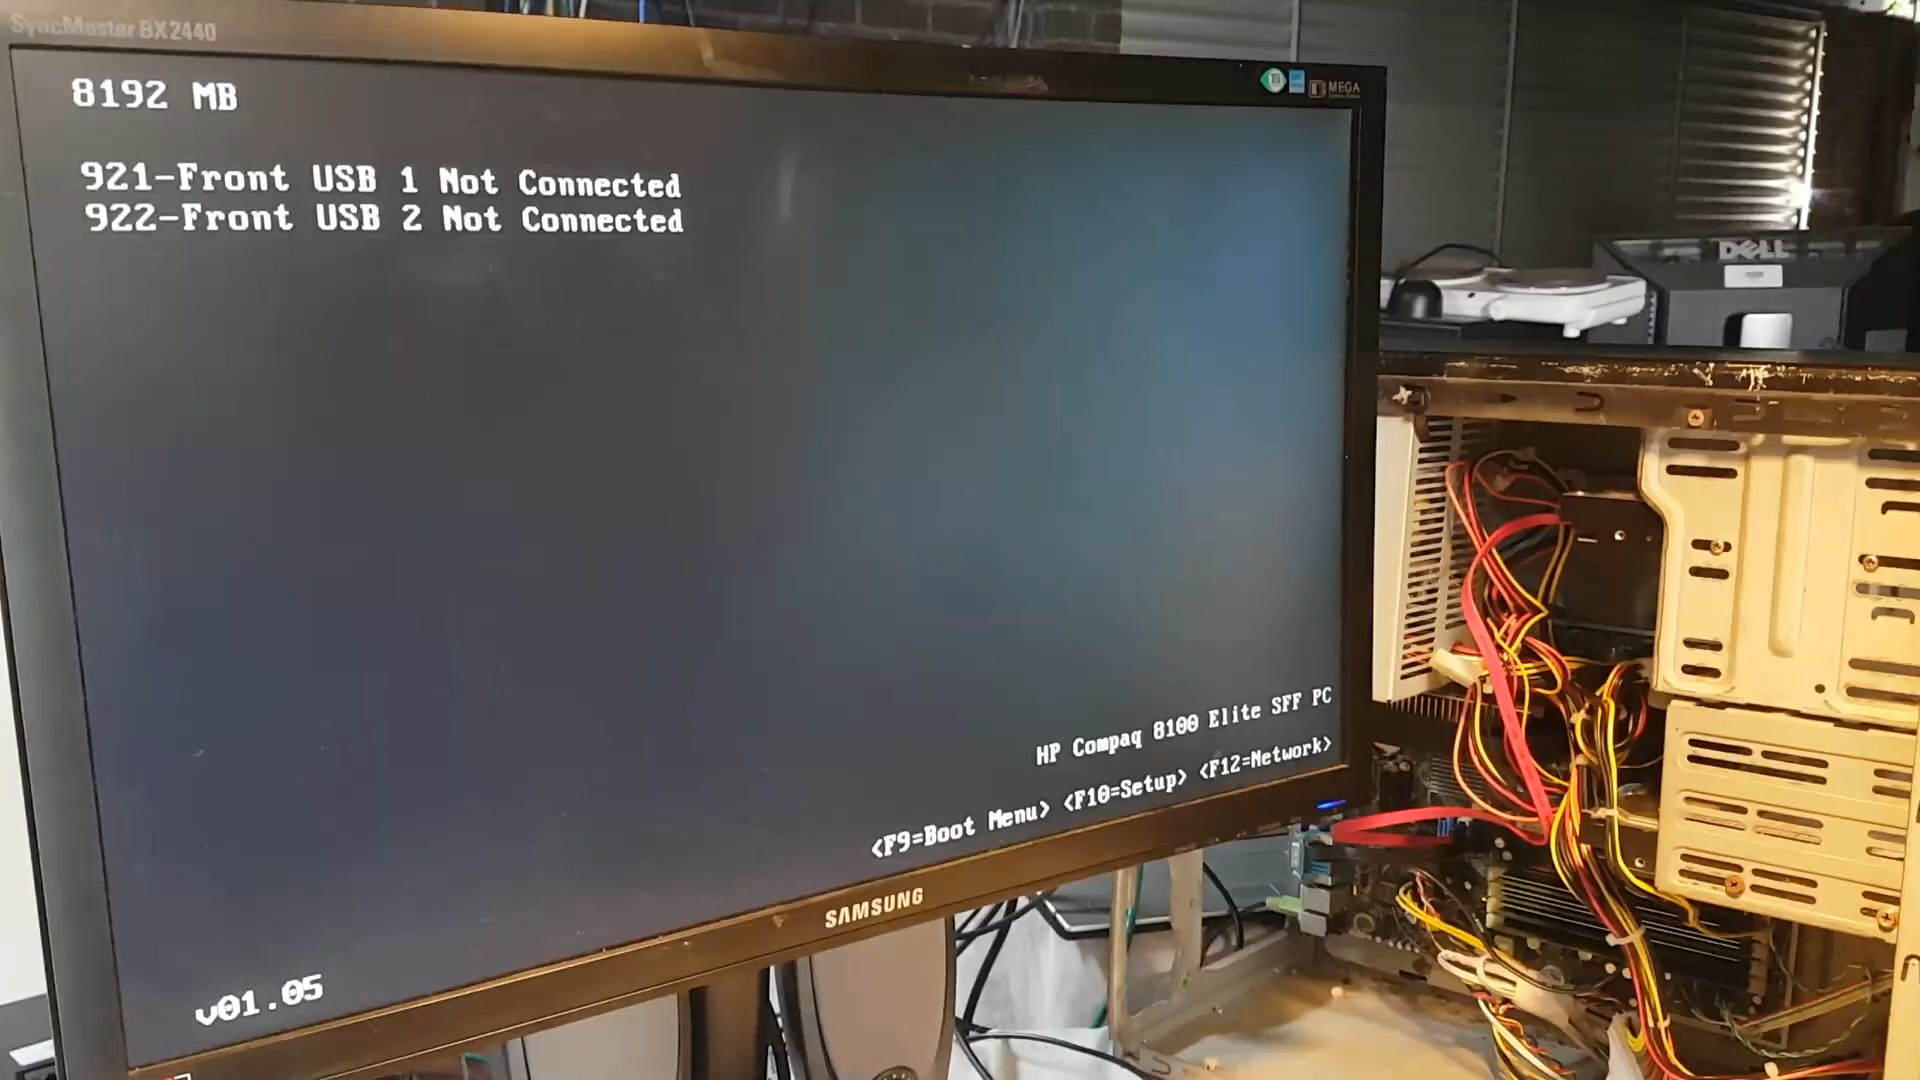 SyncMaster BX2440
8192 MB
MEGA
921-Front USB 1 Not Connected
922-Front USB 2 Not Connected
DELL
HP Compaq 8100 Elite SFF PC
<F9=Boot Menu> <F10=Setup> <F12=Network>
SAMSUNG
v01.05